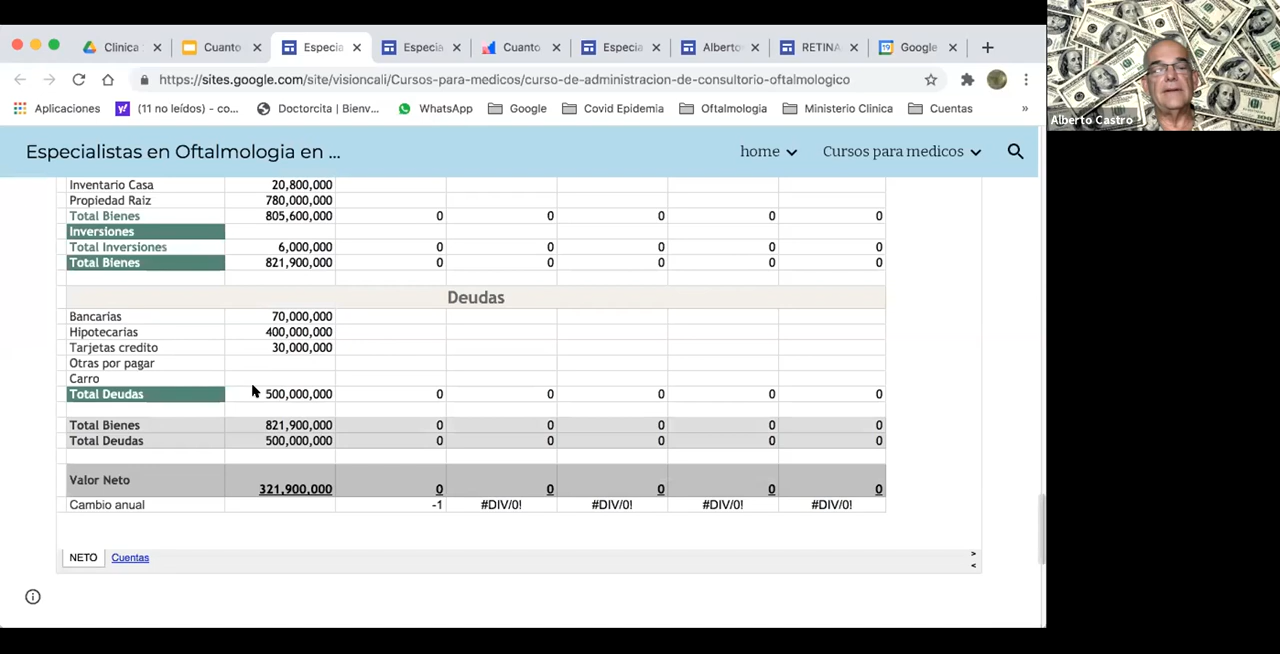 Clinica
Cuanto
Especia
Especia
Cuanto
Especia
Alberto
RETINA
Google
https://sites.google.com/site/visioncali/Cursos-para-medicos/curso-de-administracion-de-consultorio-oftalmologico
Aplicaciones (11 no leídos) - co... Doctorcita | Bienv... WhatsApp Google Covid Epidemia Oftalmologia Ministerio Clinica Cuentas »
Alberto Castro
Especialistas en Oftalmologia en ... home Cursos para medicos
Inventario Casa 20,800,000
Propiedad Raiz 780,000,000
Total Bienes 805,600,000 0 0 0 0 0
Inversiones
Total Inversiones 6,000,000 0 0 0 0 0
Total Bienes 821,900,000 0 0 0 0 0
Deudas
Bancarias 70,000,000
Hipotecarias 400,000,000
Tarjetas credito 30,000,000
Otras por pagar
Carro
Total Deudas 500,000,000 0 0 0 0 0
Total Bienes 821,900,000 0 0 0 0 0
Total Deudas 500,000,000 0 0 0 0 0
Valor Neto 321,900,000 0 0 0 0 0
Cambio anual -1 #DIV/0! #DIV/0! #DIV/0! #DIV/0!
NETO Cuentas